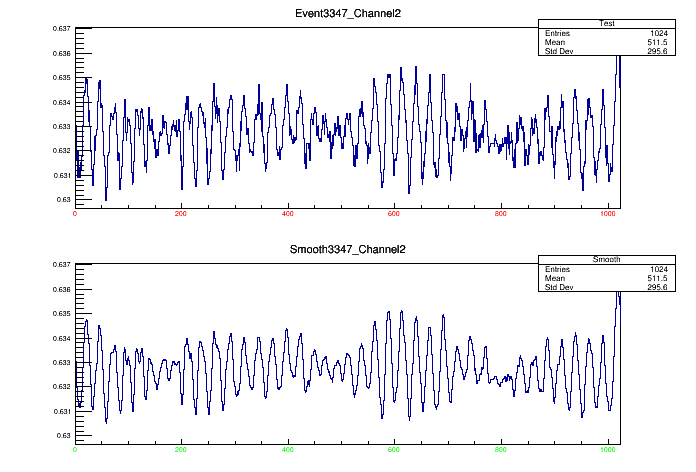 Event3347_Channel2
Test
Entries 1024
Mean 511.5
Std Dev 295.6
0.637
0.636
0.635
0.634
0.633
0.632
0.631
0.63
0 200 400 600 800 1000
Smooth3347_Channel2
Smooth
Entries 1024
Mean 511.5
Std Dev 295.6
0.637
0.636
0.635
0.634
0.633
0.632
0.631
0.63
0 200 400 600 800 1000